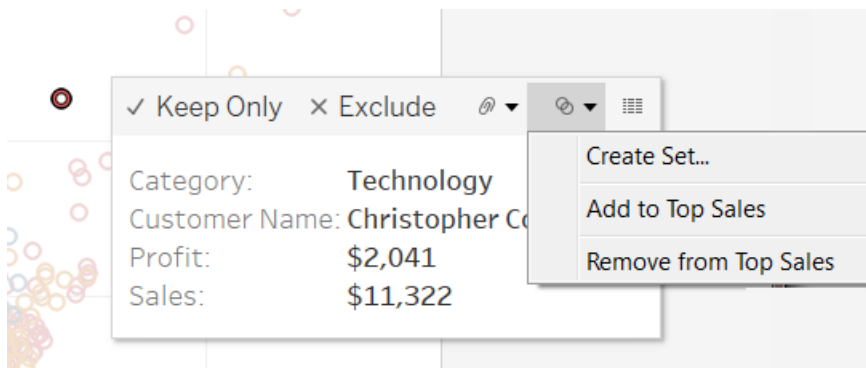 Keep Only Exclude
Create Set...
Add to Top Sales
Remove from Top Sales
Category: Technology
Customer Name: Christopher
Profit: $2,041
Sales: $11,322